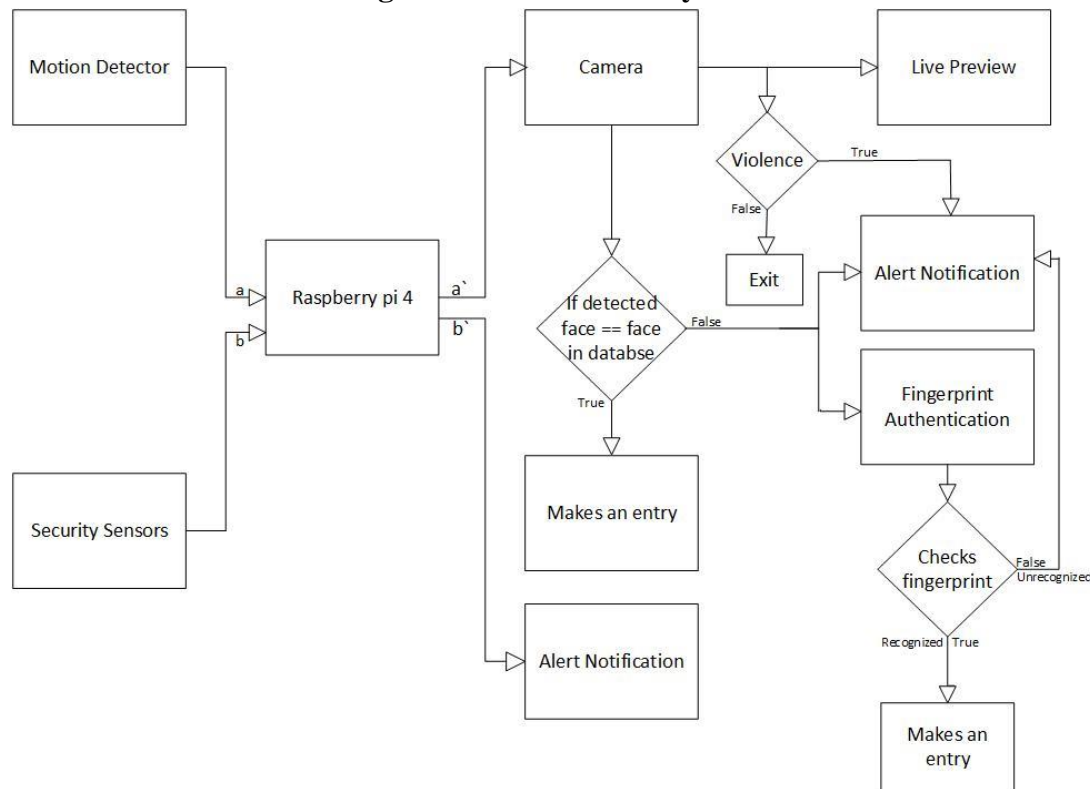 Motion Detector
Camera
Live Preview
Violence
True
False
Exit
Alert Notification
a
Raspberry pi 4
a`
b`
b
If detected
face == face
in databse
False
True
Fingerprint
Authentication
Security Sensors
Makes an entry
Checks
fingerprint
False
Unrecognized
Recognized
True
Alert Notification
Makes an
entry